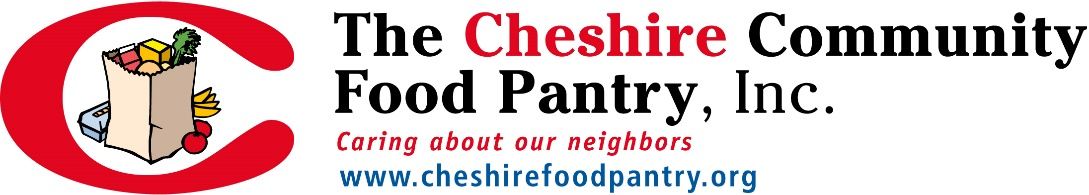 The Cheshire Community
Food Pantry, Inc.
Caring about our neighbors
www.cheshirefoodpantry.org